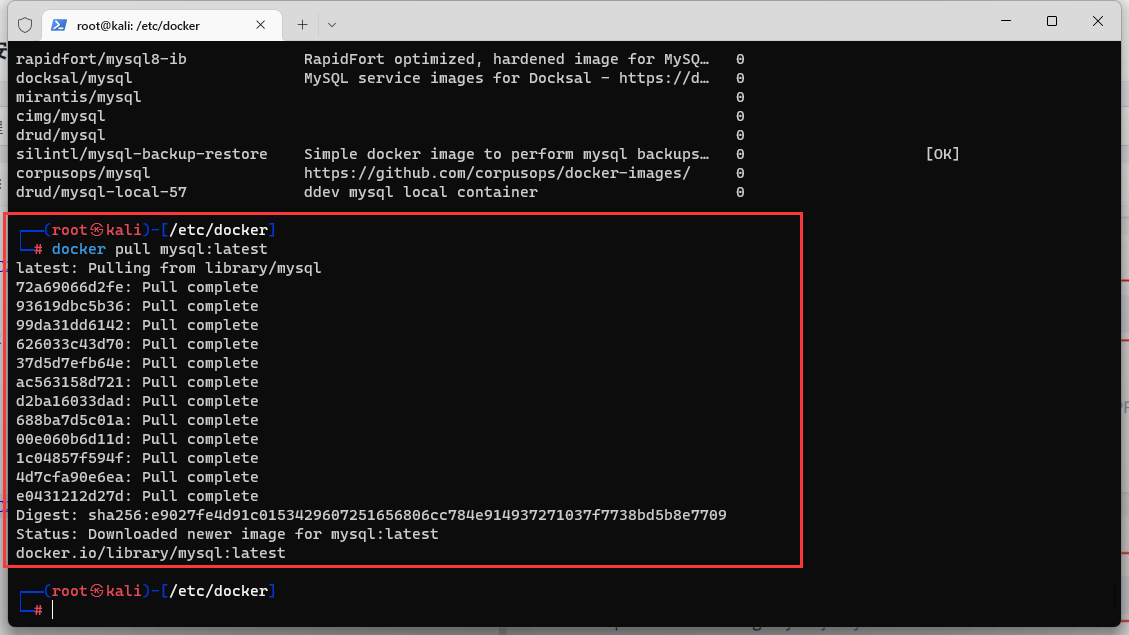 root@kali: /etc/docker
rapidfort/mysql8-ib RapidFort optimized, hardened image for MySQ… 0
docksal/mysql MySQL service images for Docksal - https://d… 0
mirantis/mysql 0
cimg/mysql 0
drud/mysql 0
silintl/mysql-backup-restore Simple docker image to perform mysql backups… 0 [OK]
corpusops/mysql https://github.com/corpusops/docker-images/ 0
drud/mysql-local-57 ddev mysql local container 0
┌──(root㉿kali)-[/etc/docker]
└─# docker pull mysql:latest
latest: Pulling from library/mysql
72a69066d2fe: Pull complete
93619dbc5b36: Pull complete
99da31dd6142: Pull complete
626033c43d70: Pull complete
37d5d7efb64e: Pull complete
ac563158d721: Pull complete
d2ba16033dad: Pull complete
688ba7d5c01a: Pull complete
00e060b6d11d: Pull complete
1c04857f594f: Pull complete
4d7cfa90e6ea: Pull complete
e0431212d27d: Pull complete
Digest: sha256:e9027fe4d91c0153429607251656806cc784e914937271037f7738bd5b8e7709
Status: Downloaded newer image for mysql:latest
docker.io/library/mysql:latest
┌──(root㉿kali)-[/etc/docker]
└─#